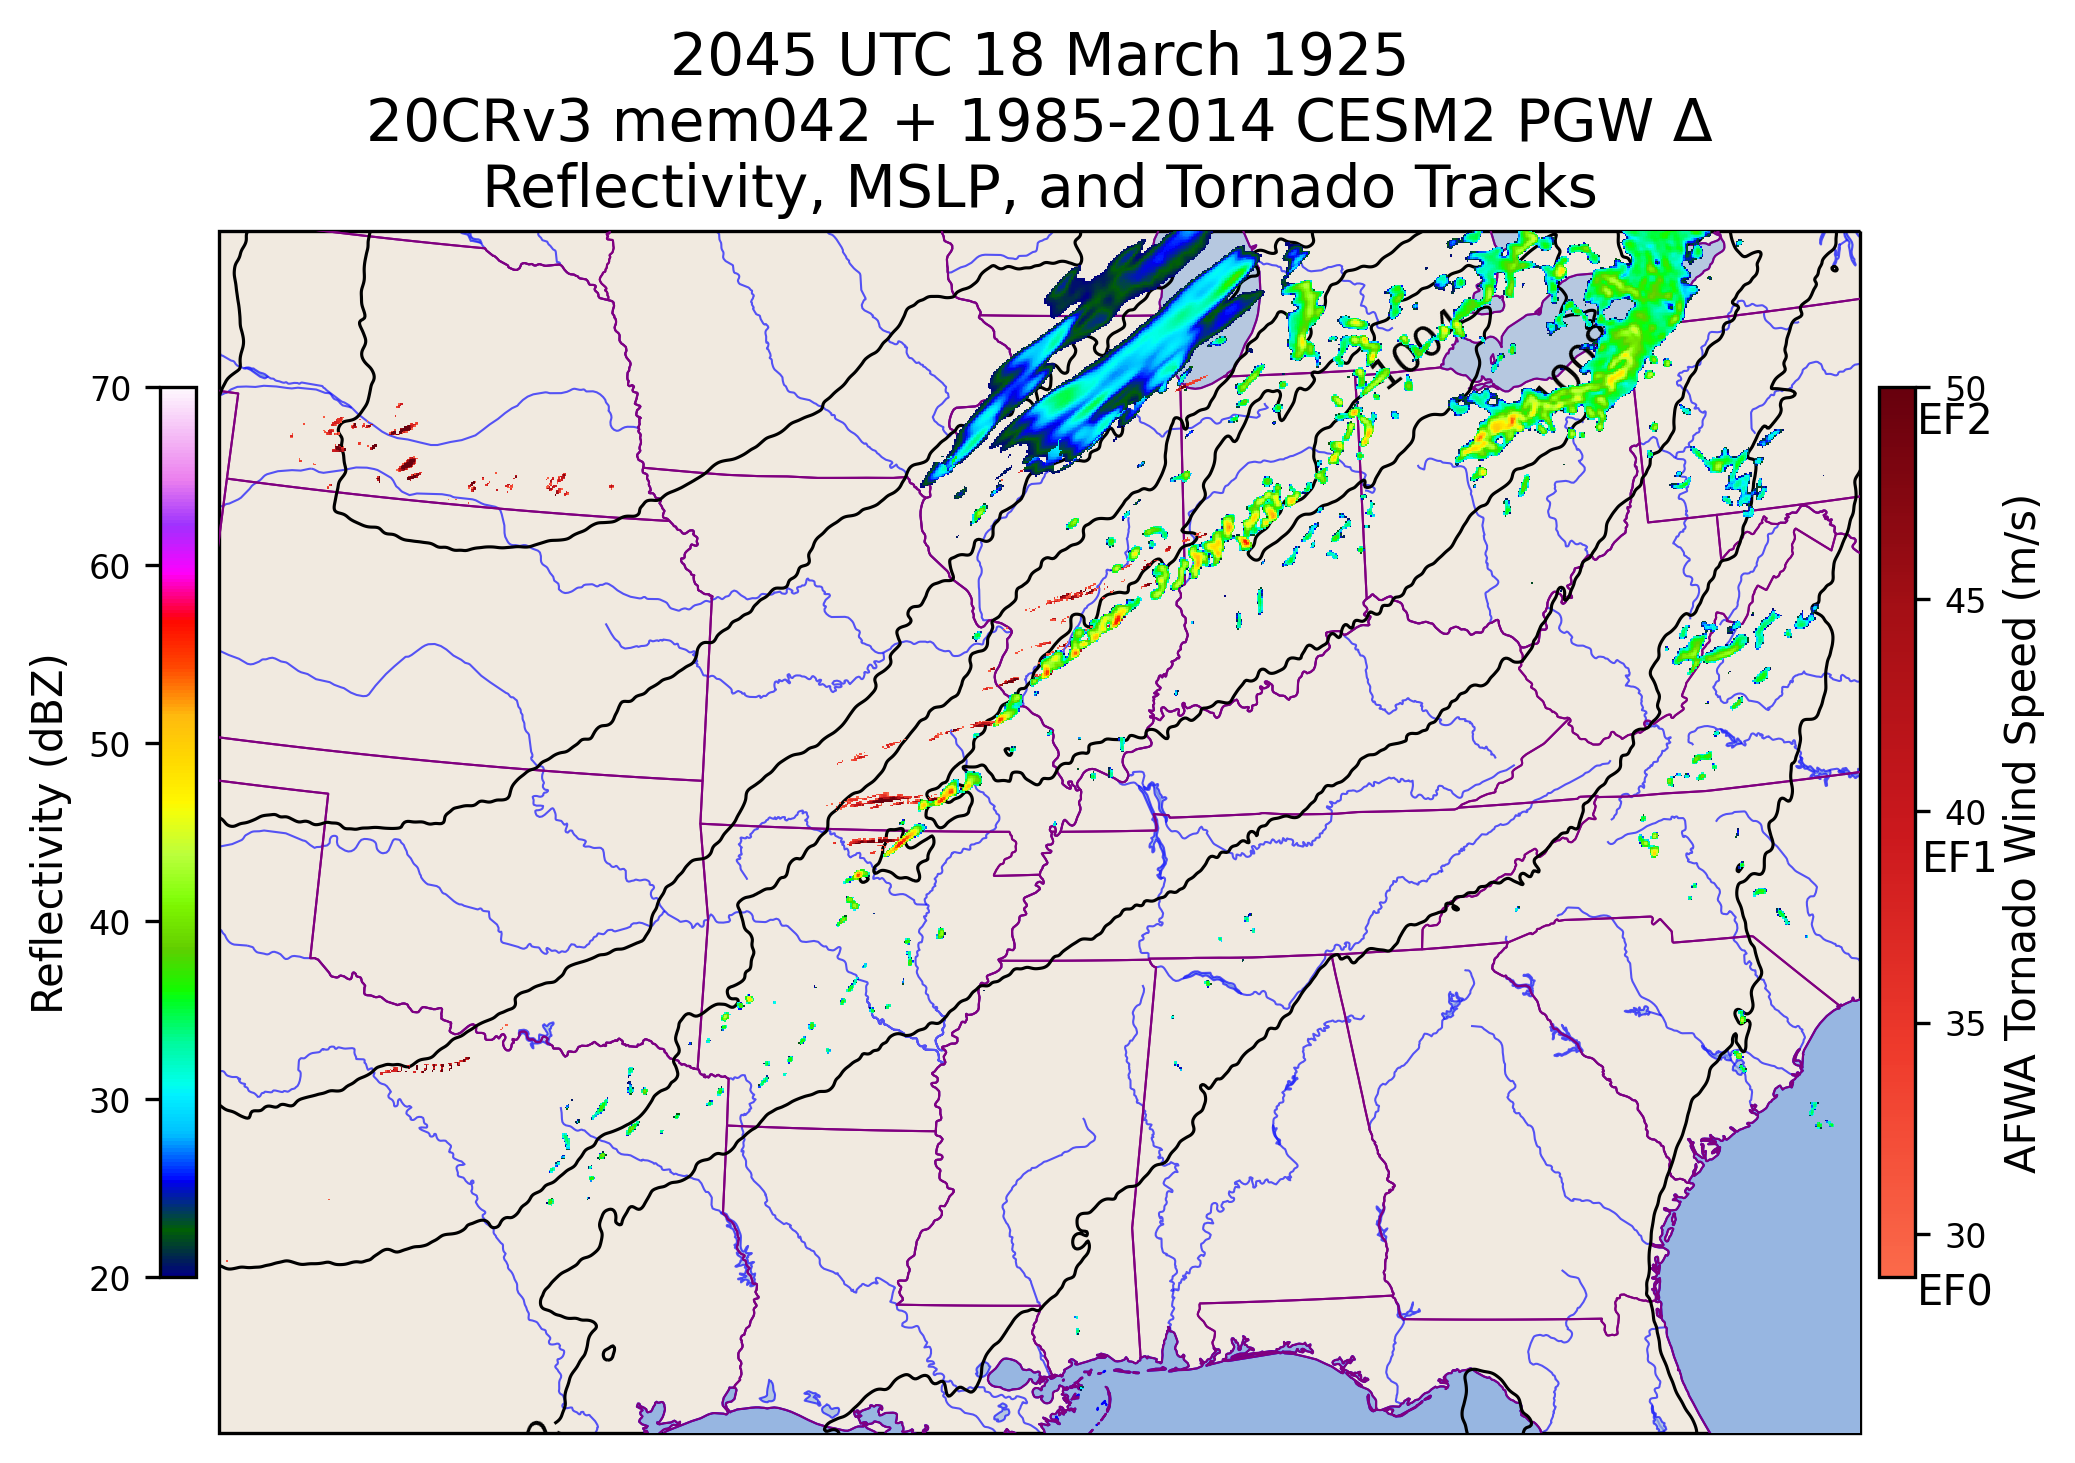 2045 UTC 18 March 1925
20CRv3 mem042 + 1985-2014 CESM2 PGW Δ
Reflectivity, MSLP, and Tornado Tracks
Reflectivity (dBZ)
70
60
50
40
30
20
1004
50
EF2
45
40
EF1
35
30
EF0
AFWA Tornado Wind Speed (m/s)